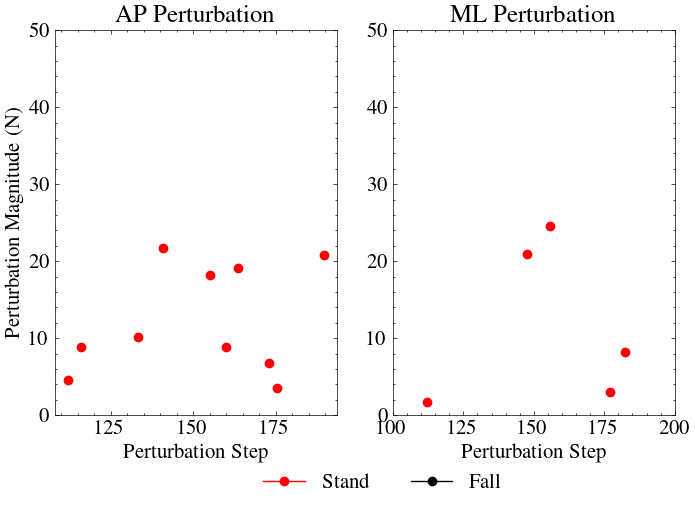 AP Perturbation
ML Perturbation
Perturbation Magnitude (N)
50
40
30
20
10
0
125
150
175
Perturbation Step
50
40
30
20
10
0
100
125
150
175
200
Perturbation Step
Stand
Fall